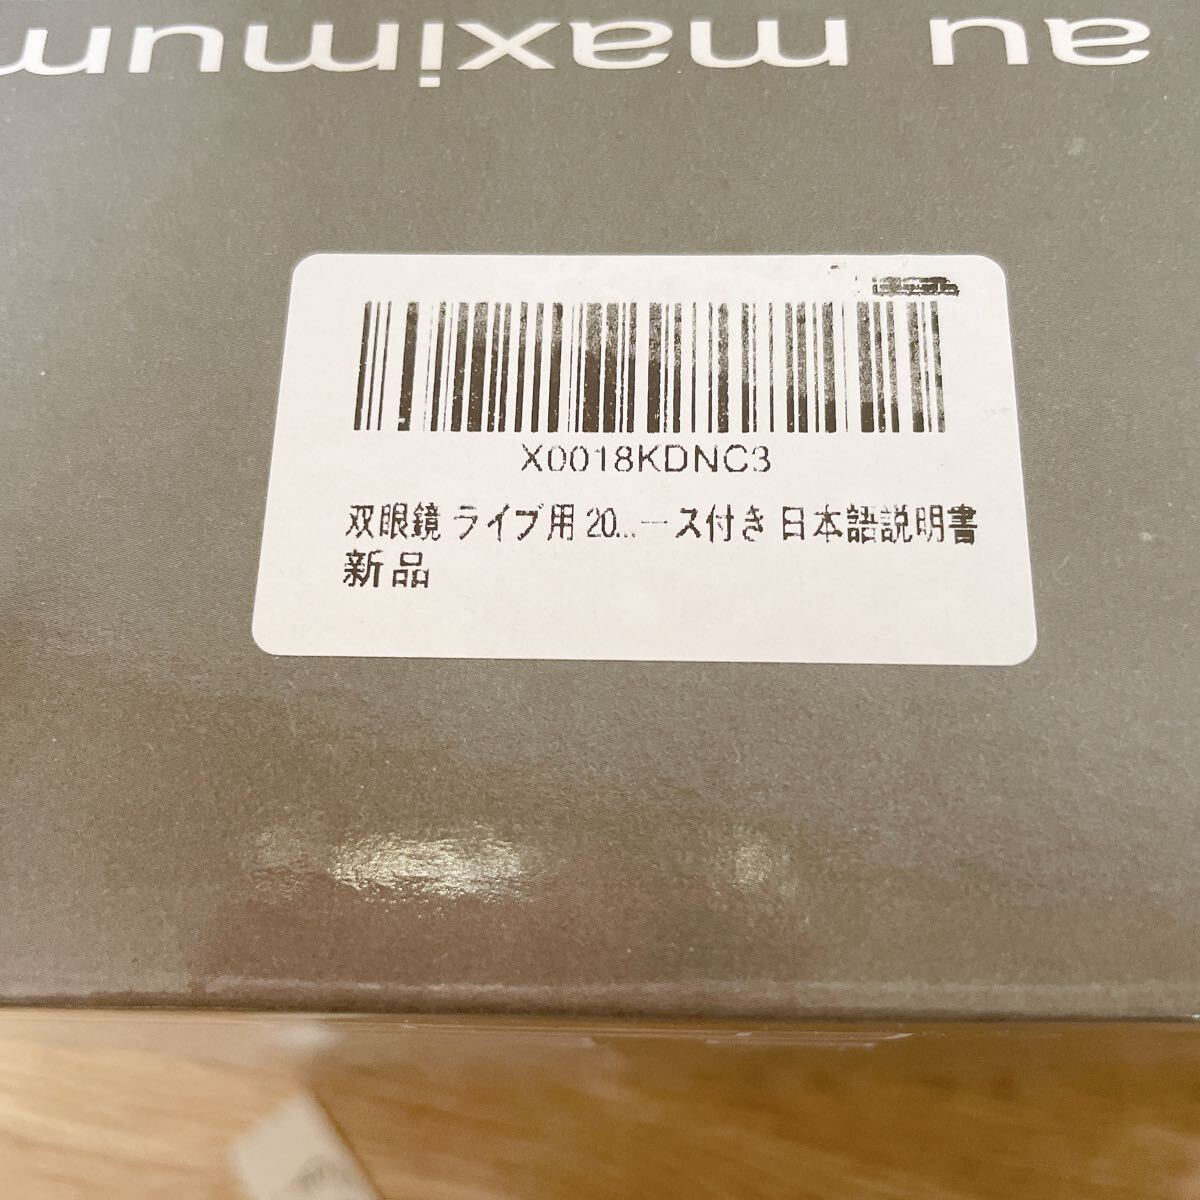 au maximum
X0018KDNC3
双眼鏡 ライブ用 20...ース付き 日本語説明書
新品